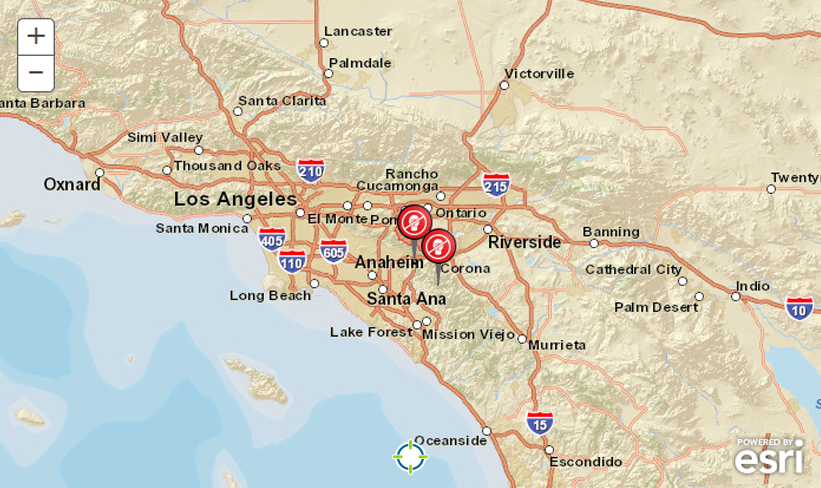 +
Lancaster
−
Palmdale
Victorville
anta Barbara
Santa Clarita
Simi Valley
Thousand Oaks
210
Rancho
Cucamonga
215
Twenty
Oxnard
Los Angeles
El Monte
Pom
Ontario
Santa Monica
405
605
110
Riverside
Banning
Anaheim
Corona
Cathedral City
Long Beach
Santa Ana
Palm Desert
Indio
10
Lake Forest
Mission Viejo
Murrieta
S
15
Oceanside
POWERED BY
esri
Escondido